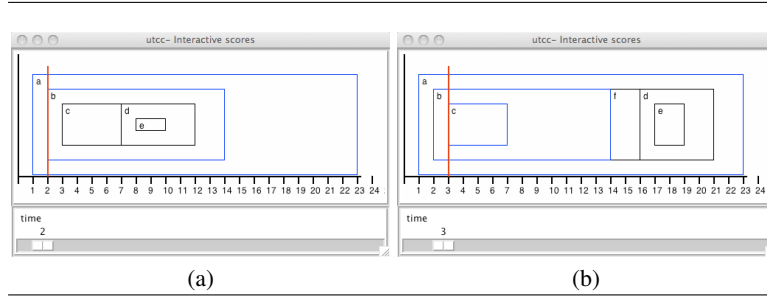 utcc- Interactive scores
a
b
c d
e
1 2 3 4 5 6 7 8 9 10 11 12 13 14 15 16 17 18 19 20 21 22 23 24
time
2
(a)
utcc- Interactive scores
a
b f d
c e
1 2 3 4 5 6 7 8 9 10 11 12 13 14 15 16 17 18 19 20 21 22 23 24
time
3
(b)